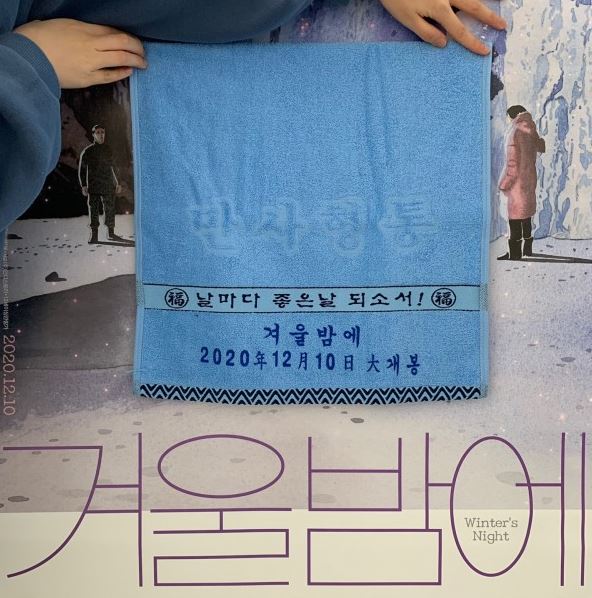 만사형통
福 날마다 좋은날 되소서! 福
겨울밤에
2020年12月10日 大개봉
2020.12.10
겨울밤에
Winter's
Night